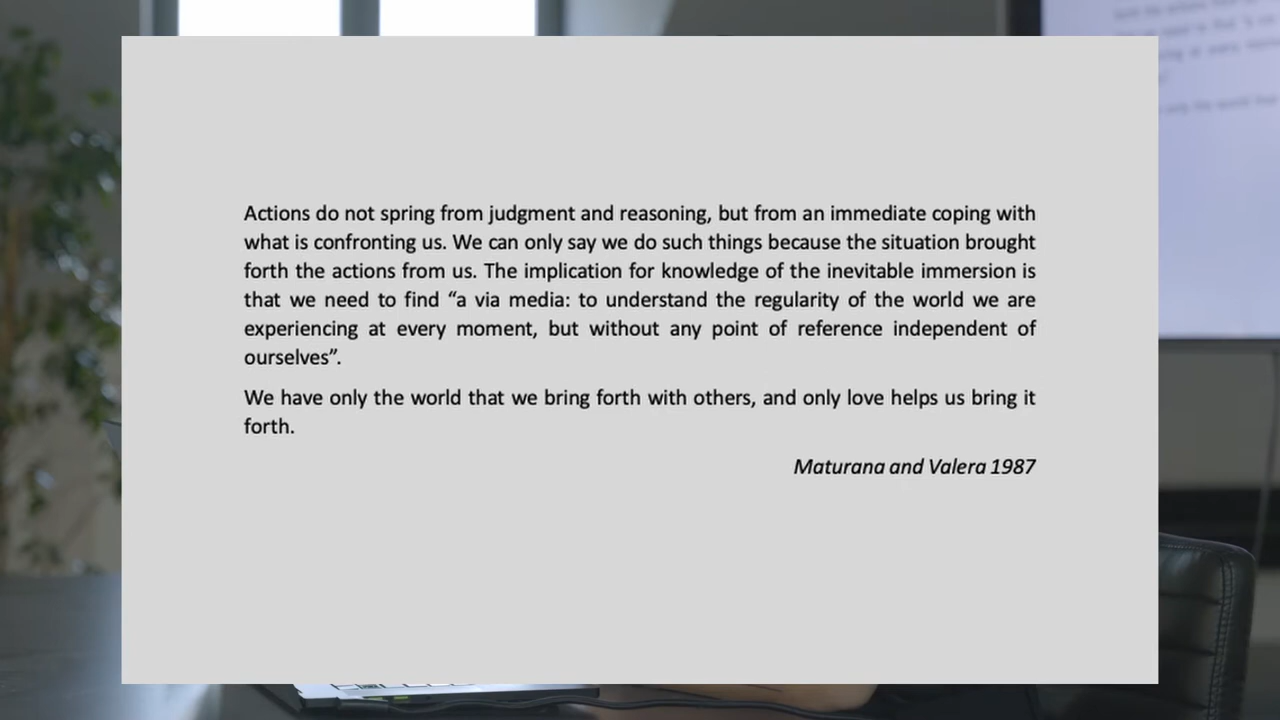 Actions do not spring from judgment and reasoning, but from an immediate coping with
what is confronting us. We can only say we do such things because the situation brought
forth the actions from us. The implication for knowledge of the inevitable immersion is
that we need to find “a via media: to understand the regularity of the world we are
experiencing at every moment, but without any point of reference independent of
ourselves”.
We have only the world that we bring forth with others, and only love helps us bring it
forth.
Maturana and Valera 1987